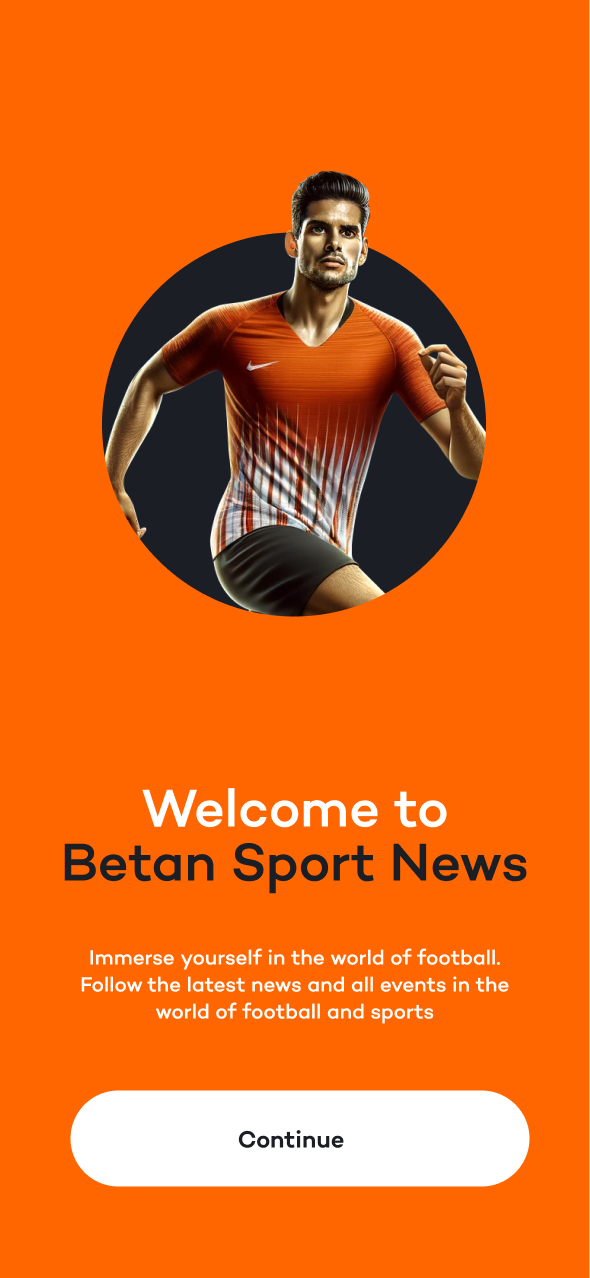 Welcome to
Betan Sport News
Immerse yourself in the world of football.
Follow the latest news and all events in the
world of football and sports
Continue